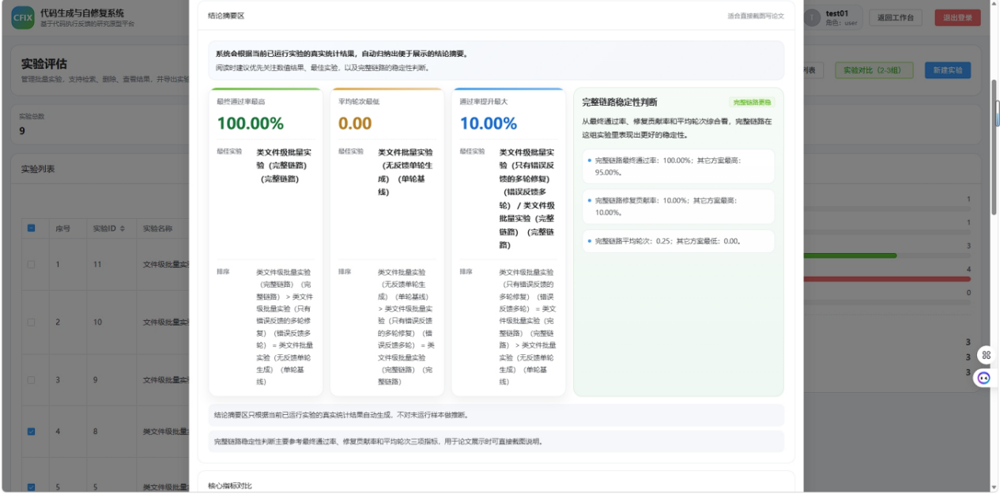 CFIX
代码生成与自修复系统
基于代码执行反馈的研究原型平台
T
test01
角色：user
返回工作台
退出登录
实验评估
管理批量实验，支持检索、删除、查看结果，并导出实验
列表
实验对比（2-3组）
新建实验
实验总数
9
实验列表
序号
实验ID
实验名称
1
11
文件级批量实
2
10
文件级批量实
3
9
文件级批量实
4
8
类文件级批量
5
5
类文件级批量
1
1
3
4
0
3
3
3
结论摘要区
适合直接截图写论文
系统会根据当前已运行实验的真实统计结果，自动归纳出便于展示的结论摘要。
阅读时建议优先关注数值结果、最佳实验，以及完整链路的稳定性判断。
最终通过率最高
100.00%
最佳实验
类文件级批量实
验（完整链路）
（完整链路）
排序
类文件级批量实验
（完整链路）（完
整链路） > 类文件
级批量实验（只有
错误反馈的多轮修
复）（错误反馈多
轮） = 类文件批量
实验（无反馈单轮
生成）（单轮基
线）
平均轮次最低
0.00
最佳实验
类文件批量实验
（无反馈单轮生
成）（单轮基
线）
排序
类文件批量实验
（无反馈单轮生
成）（单轮基线）
> 类文件级批量实
验（只有错误反馈
的多轮修复）（错
误反馈多轮） = 类
文件级批量实验
（完整链路）（完
整链路）
通过率提升最大
10.00%
最佳实验
类文件级批量实
验（只有错误反
馈的多轮修复）
（错误反馈多
轮） / 类文件级
批量实验（完整
链路）（完整链
路）
排序
类文件级批量实验
（只有错误反馈的
多轮修复）（错误
反馈多轮） = 类文
件级批量实验（完
整链路）（完整链
路） > 类文件批量
实验（无反馈单轮
生成）（单轮基
线）
完整链路稳定性判断
完整链路更稳
从最终通过率、修复贡献率和平均轮次综合看，完整链路在
这组实验里表现出更好的稳定性。
完整链路最终通过率：100.00%；其它方案最高：
95.00%。
完整链路修复贡献率：10.00%；其它方案最高：
10.00%。
完整链路平均轮次：0.25；其它方案最低：0.00。
结论摘要区只根据当前已运行实验的真实统计结果自动生成，不对未运行样本做推断。
完整链路稳定性判断主要参考最终通过率、修复贡献率和平均轮次三项指标，用于论文展示时可直接截图说明。
核心指标对比